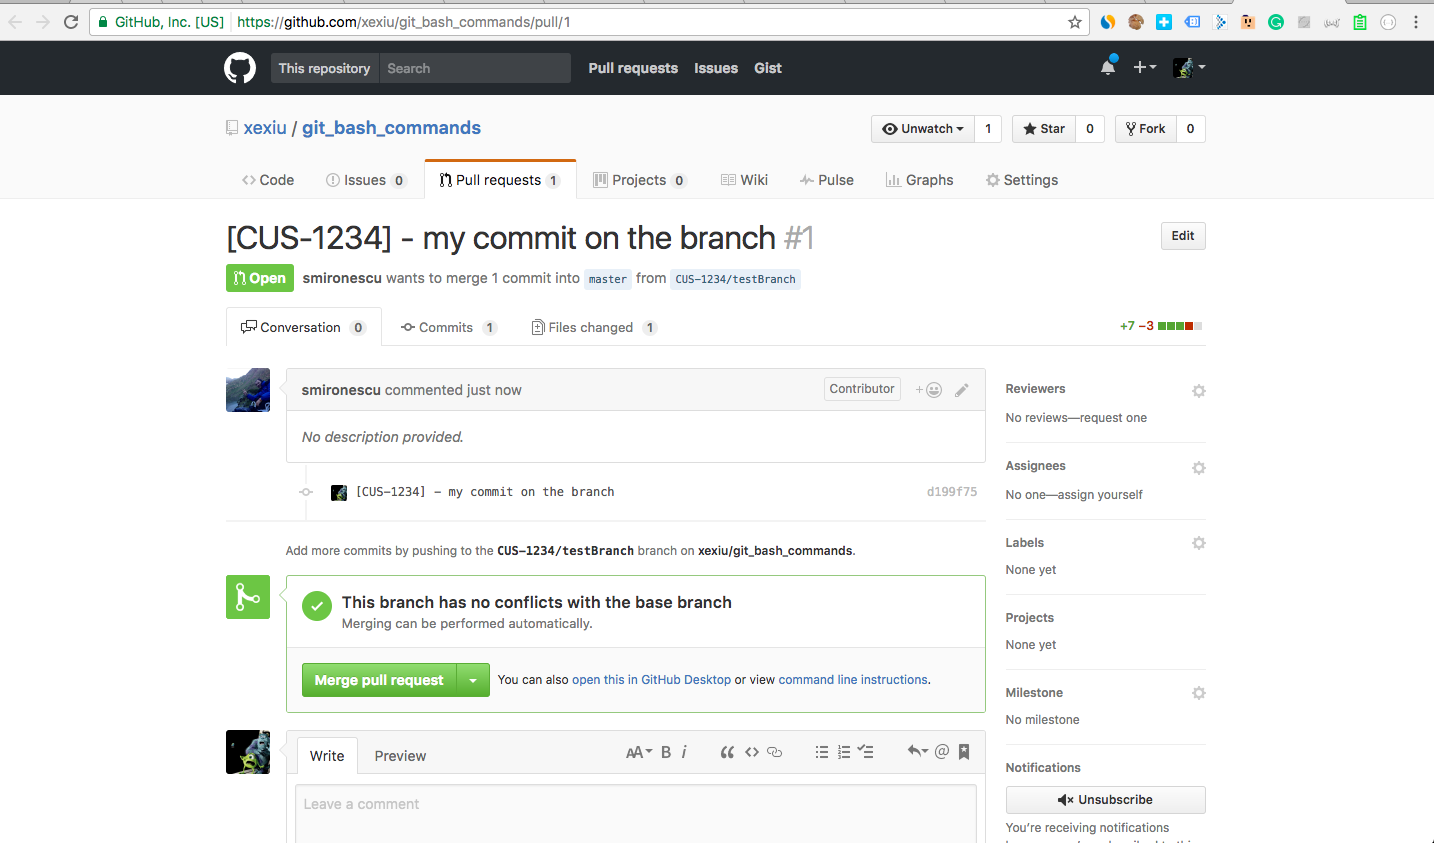 GitHub, Inc. [US] https://github.com/xexiu/git_bash_commands/pull/1
This repository Search Pull requests Issues Gist
xexiu / git_bash_commands Unwatch 1 Star 0 Fork 0
Code Issues 0 Pull requests 1 Projects 0 Wiki Pulse Graphs Settings
[CUS-1234] - my commit on the branch #1 Edit
Open smironescu wants to merge 1 commit into master from CUS-1234/testBranch
Conversation 0 Commits 1 Files changed 1 +7 −3
smironescu commented just now Contributor
No description provided.
[CUS-1234] - my commit on the branch d199f75
Add more commits by pushing to the CUS-1234/testBranch branch on xexiu/git_bash_commands.
This branch has no conflicts with the base branch
Merging can be performed automatically.
Merge pull request You can also open this in GitHub Desktop or view command line instructions.
Write Preview AA B i
Leave a comment
Reviewers
No reviews—request one
Assignees
No one—assign yourself
Labels
None yet
Projects
None yet
Milestone
No milestone
Notifications
Unsubscribe
You're receiving notifications